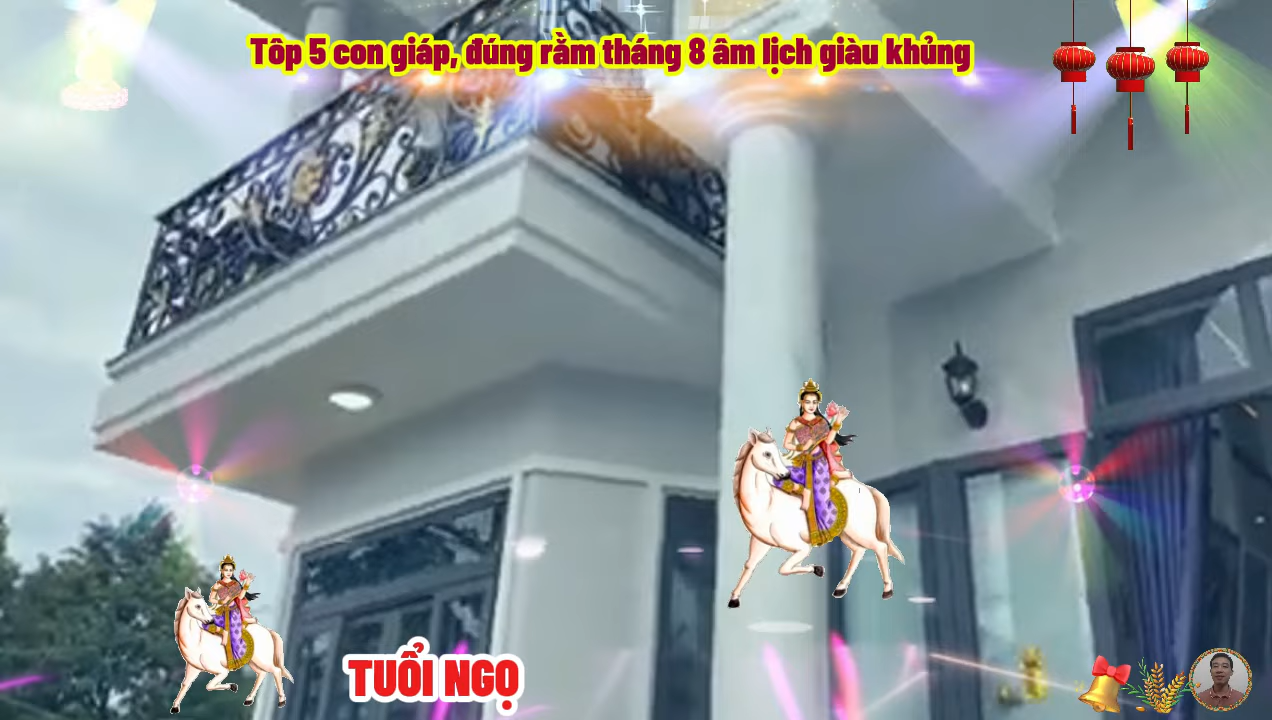 Tôp 5 con giáp, đúng rằm tháng 8 âm lịch giàu khủng
TUỔI NGỌ